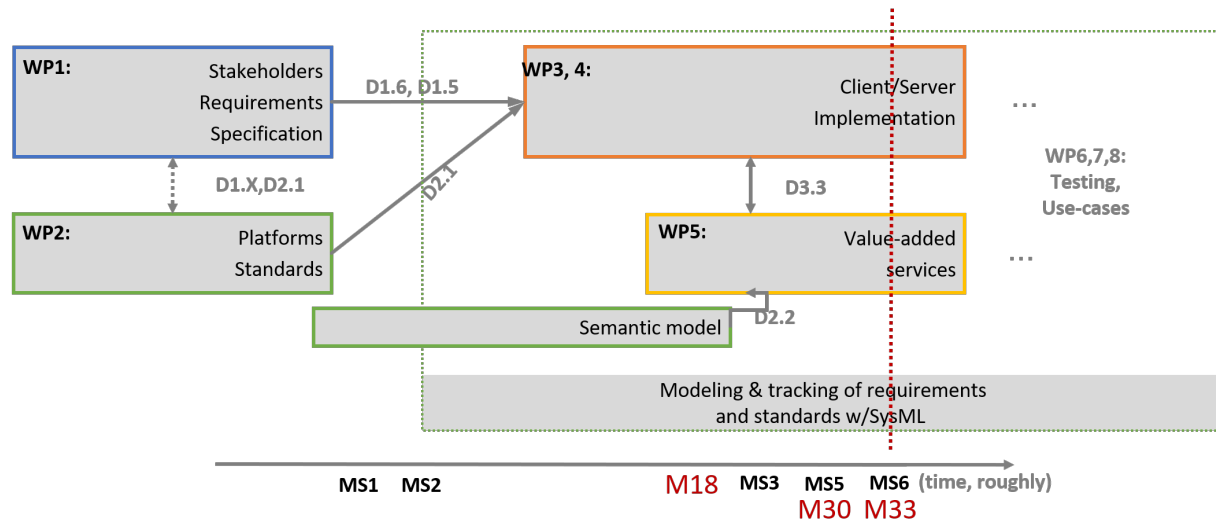 WP1:
Stakeholders
Requirements
Specification
D1.6, D1.5
WP3, 4:
Client/Server
Implementation
...
D1.X,D2.1
D2.1
D3.3
WP6,7,8:
Testing,
Use-cases
WP2:
Platforms
Standards
WP5:
Value-added
services
...
Semantic model
D2.2
Modeling & tracking of requirements
and standards w/SysML
MS1 MS2 M18 MS3 MS5 MS6 (time, roughly)
M30 M33